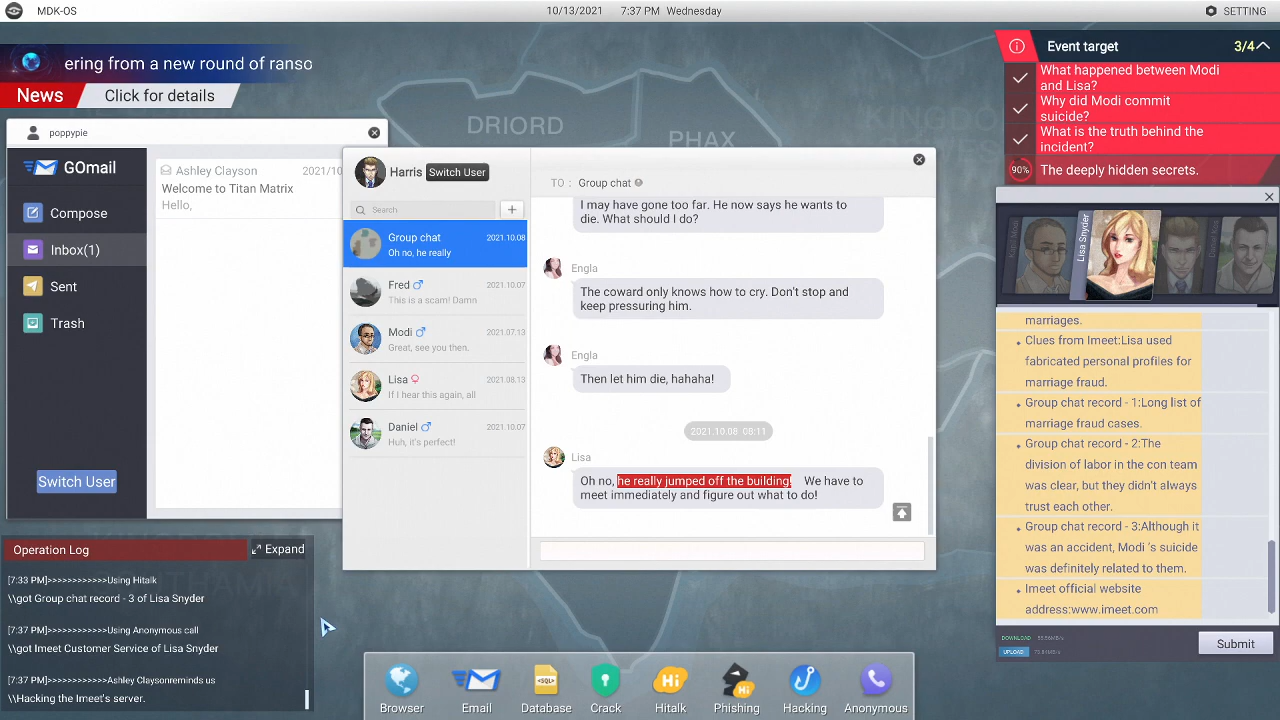 MDK-OS
10/13/2021 7:37 PM Wednesday
SETTING
ering from a new round of ranso
News
Click for details
DRIORD
PHAX
Event target
3/4
What happened between Modi
and Lisa?
Why did Modi commit
suicide?
What is the truth behind the
incident?
90%
The deeply hidden secrets.
poppypie
GOmail
Compose
Inbox(1)
Sent
Trash
Switch User
Ashley Clayson
2021/10
Welcome to Titan Matrix
Hello,
Harris
Switch User
Search
Group chat
2021.10.08
Oh no, he really
Fred
2021.10.07
This is a scam! Damn
Modi
2021.07.13
Great, see you then.
Lisa
2021.08.13
If I hear this again, all
Daniel
2021.10.07
Huh, it's perfect!
TO : Group chat
I may have gone too far. He now says he wants to
die. What should I do?
Engla
The coward only knows how to cry. Don't stop and
keep pressuring him.
Engla
Then let him die, hahaha!
2021.10.08 08:11
Lisa
Oh no, he really jumped off the building! We have to
meet immediately and figure out what to do!
Lisa Snyder
marriages.
Clues from Imeet:Lisa used
fabricated personal profiles for
marriage fraud.
Group chat record - 1:Long list of
marriage fraud cases.
Group chat record - 2:The
division of labor in the con team
was clear, but they didn't always
trust each other.
Group chat record - 3:Although it
was an accident, Modi 's suicide
was definitely related to them.
Imeet official website
address:www.imeet.com
DOWNLOAD
UPLOAD
Submit
Operation Log
Expand
[7:33 PM]>>>>>>>>>>>>Using Hitalk
\\got Group chat record - 3 of Lisa Snyder
[7:37 PM]>>>>>>>>>>>>Using Anonymous call
\\got Imeet Customer Service of Lisa Snyder
[7:37 PM]>>>>>>>>>>>>Ashley Claysonreminds us
\\Hacking the Imeet's server.
Browser
Email
<SQL>
Database
Crack
Hi
Hitalk
Hi
Phishing
Hacking
Anonymous